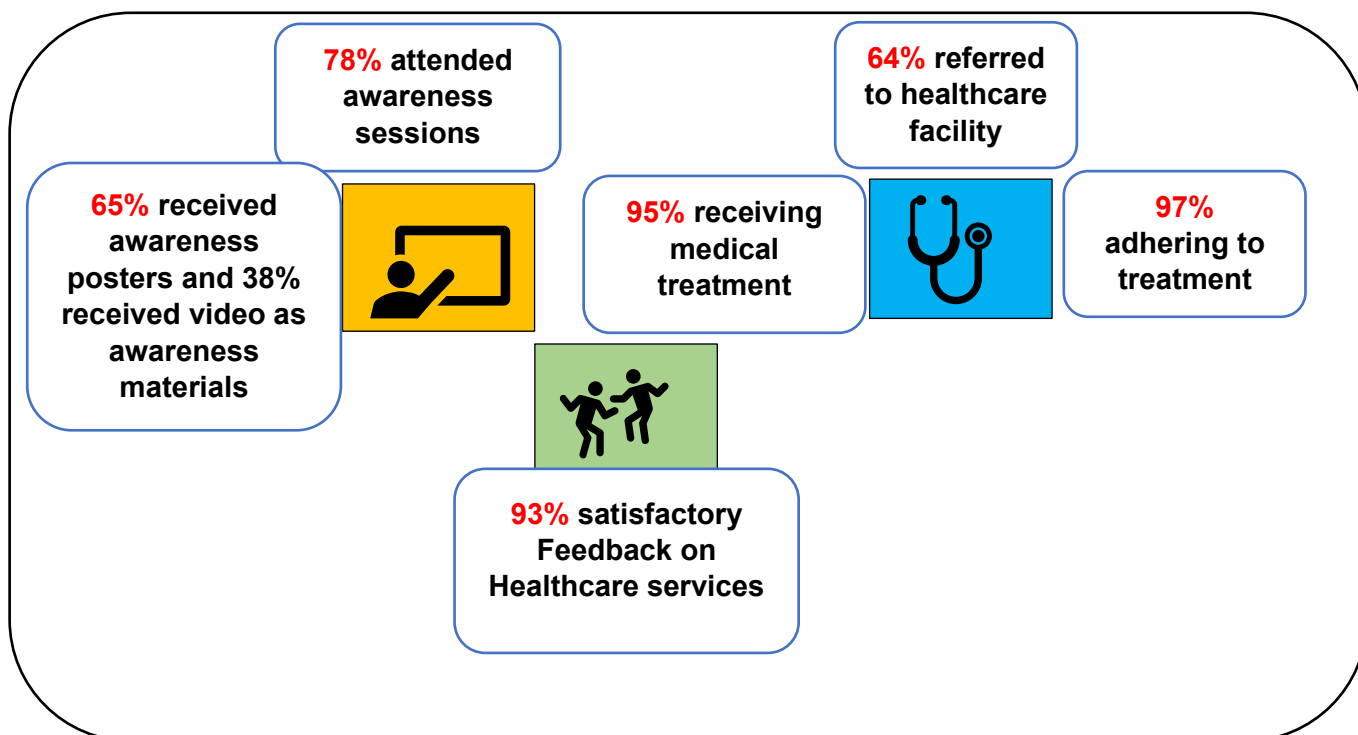 78% attended
awareness
sessions
64% referred
to healthcare
facility
65% received
awareness
posters and 38%
received video as
awareness
materials
95% receiving
medical
treatment
97%
adhering to
treatment
93% satisfactory
Feedback on
Healthcare services